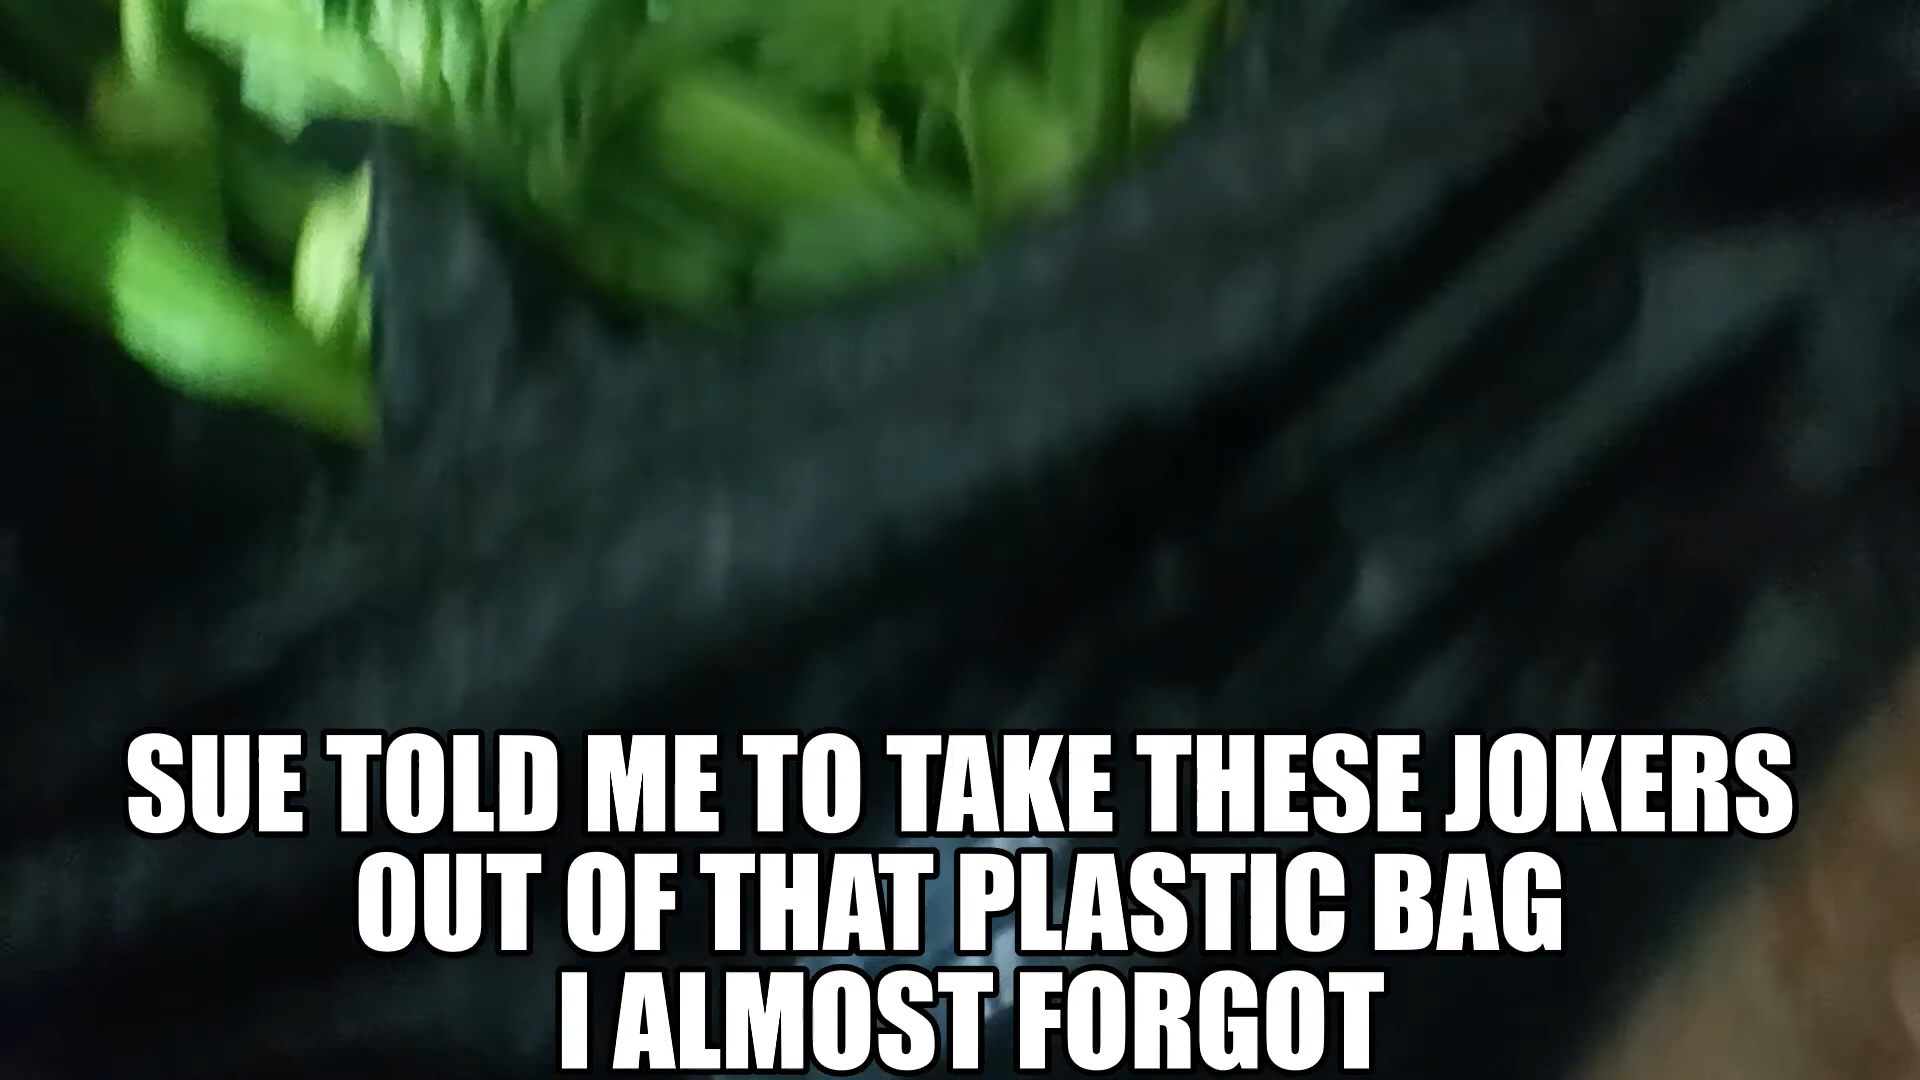 SUE TOLD ME TO TAKE THESE JOKERS
OUT OF THAT PLASTIC BAG
I ALMOST FORGOT